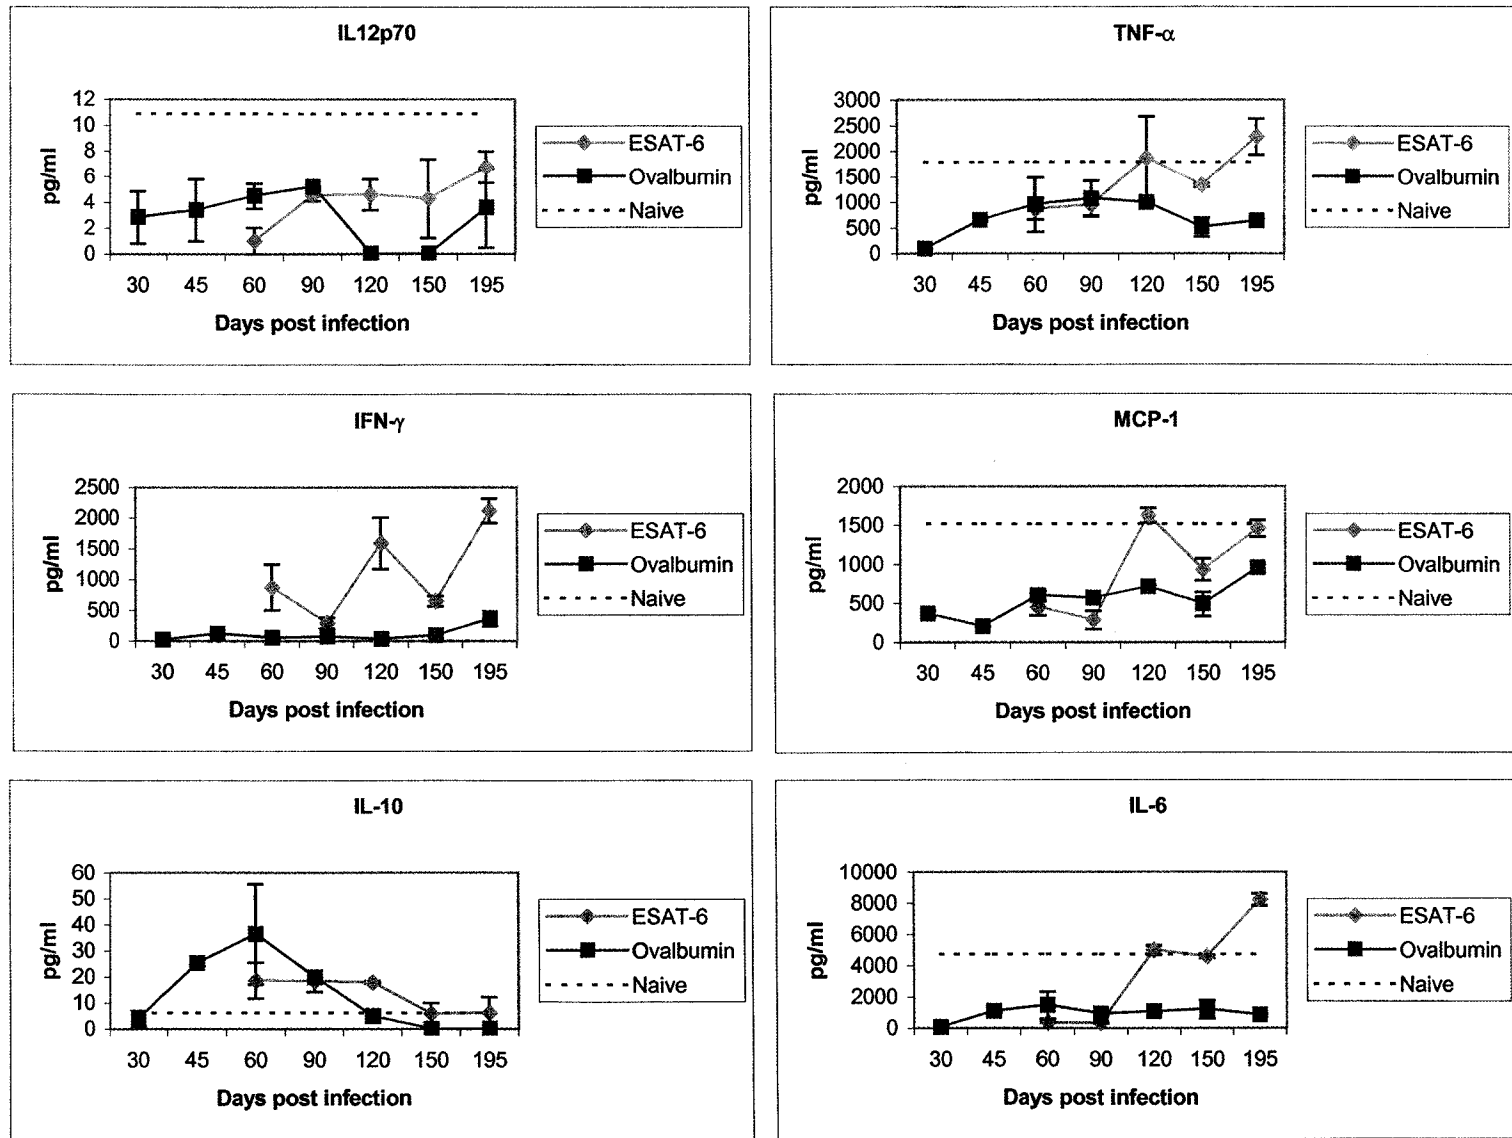 IL12p70
12
10
8
6
4
2
0
pg/ml
30 45 60 90 120 150 195
Days post infection
ESAT-6
Ovalbumin
Naive
TNF-α
3000
2500
2000
1500
1000
500
0
pg/ml
30 45 60 90 120 150 195
Days post infection
ESAT-6
Ovalbumin
Naive
IFN-γ
2500
2000
1500
1000
500
0
pg/ml
30 45 60 90 120 150 195
Days post infection
ESAT-6
Ovalbumin
Naive
MCP-1
2000
1500
1000
500
0
pg/ml
30 45 60 90 120 150 195
Days post infection
ESAT-6
Ovalbumin
Naive
IL-10
60
50
40
30
20
10
0
pg/ml
30 45 60 90 120 150 195
Days post infection
ESAT-6
Ovalbumin
Naive
IL-6
10000
8000
6000
4000
2000
0
pg/ml
30 45 60 90 120 150 195
Days post infection
ESAT-6
Ovalbumin
Naive